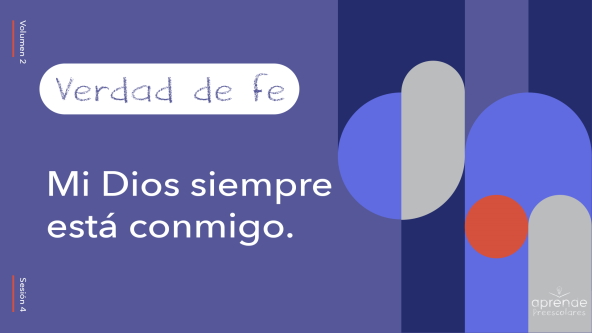 Volumen 2
Verdad de fe
Mi Dios siempre
está conmigo.
Sesión 4
aprende
Preescolares